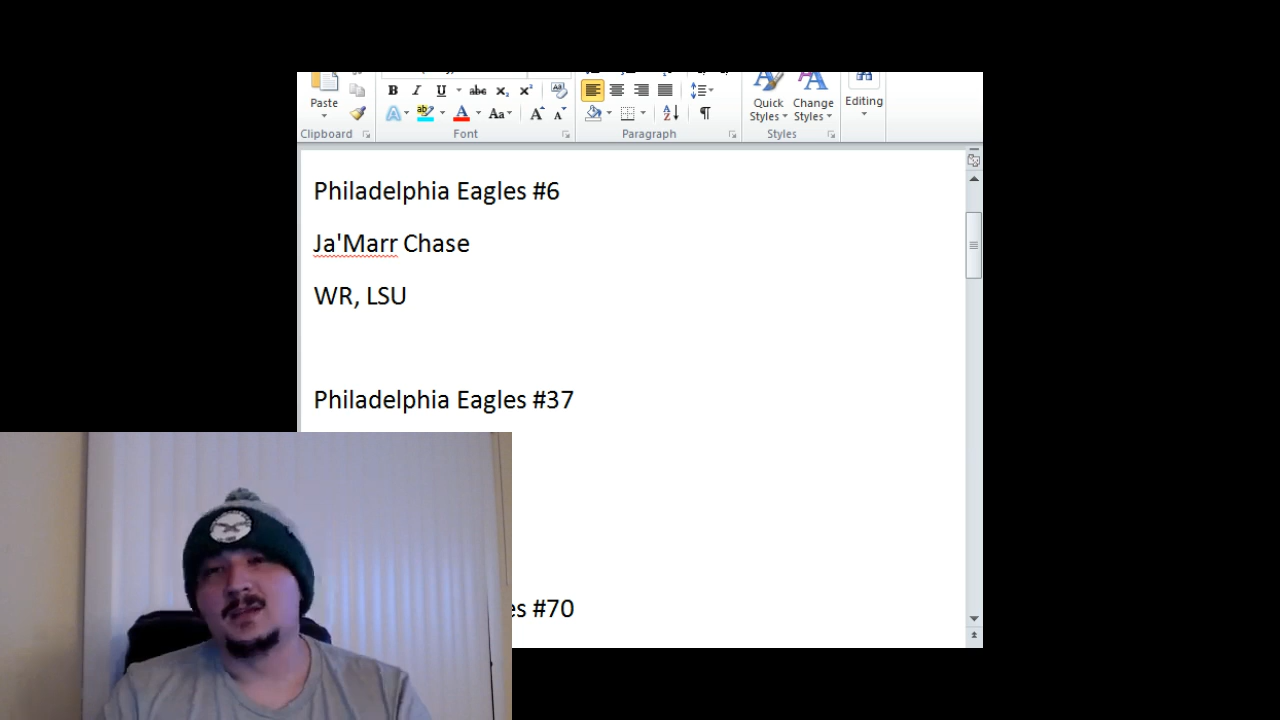 Paste
Quick
Styles
Change
Styles
Editing
Clipboard
Font
Paragraph
Styles
Philadelphia Eagles #6
Ja'Marr Chase
WR, LSU
Philadelphia Eagles #37
es #70